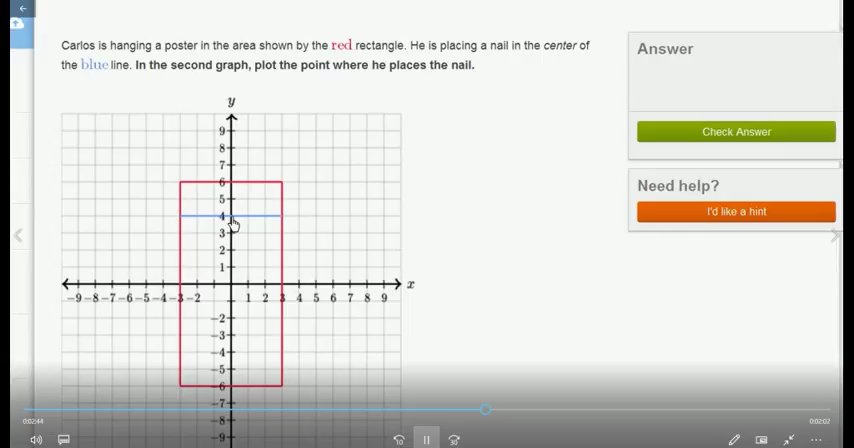 Carlos is hanging a poster in the area shown by the red rectangle. He is placing a nail in the center of
the blue line. In the second graph, plot the point where he places the nail.
Answer
Check Answer
Need help?
I'd like a hint
y
9
8
7
6
5
4
3
2
1
-9 -8 -7 -6 -5 -4 -3 -2 1 2 3 4 5 6 7 8 9 x
-2
-3
-4
-5
-6
-7
-8
-9
0:02:44
0:02:02
10
30